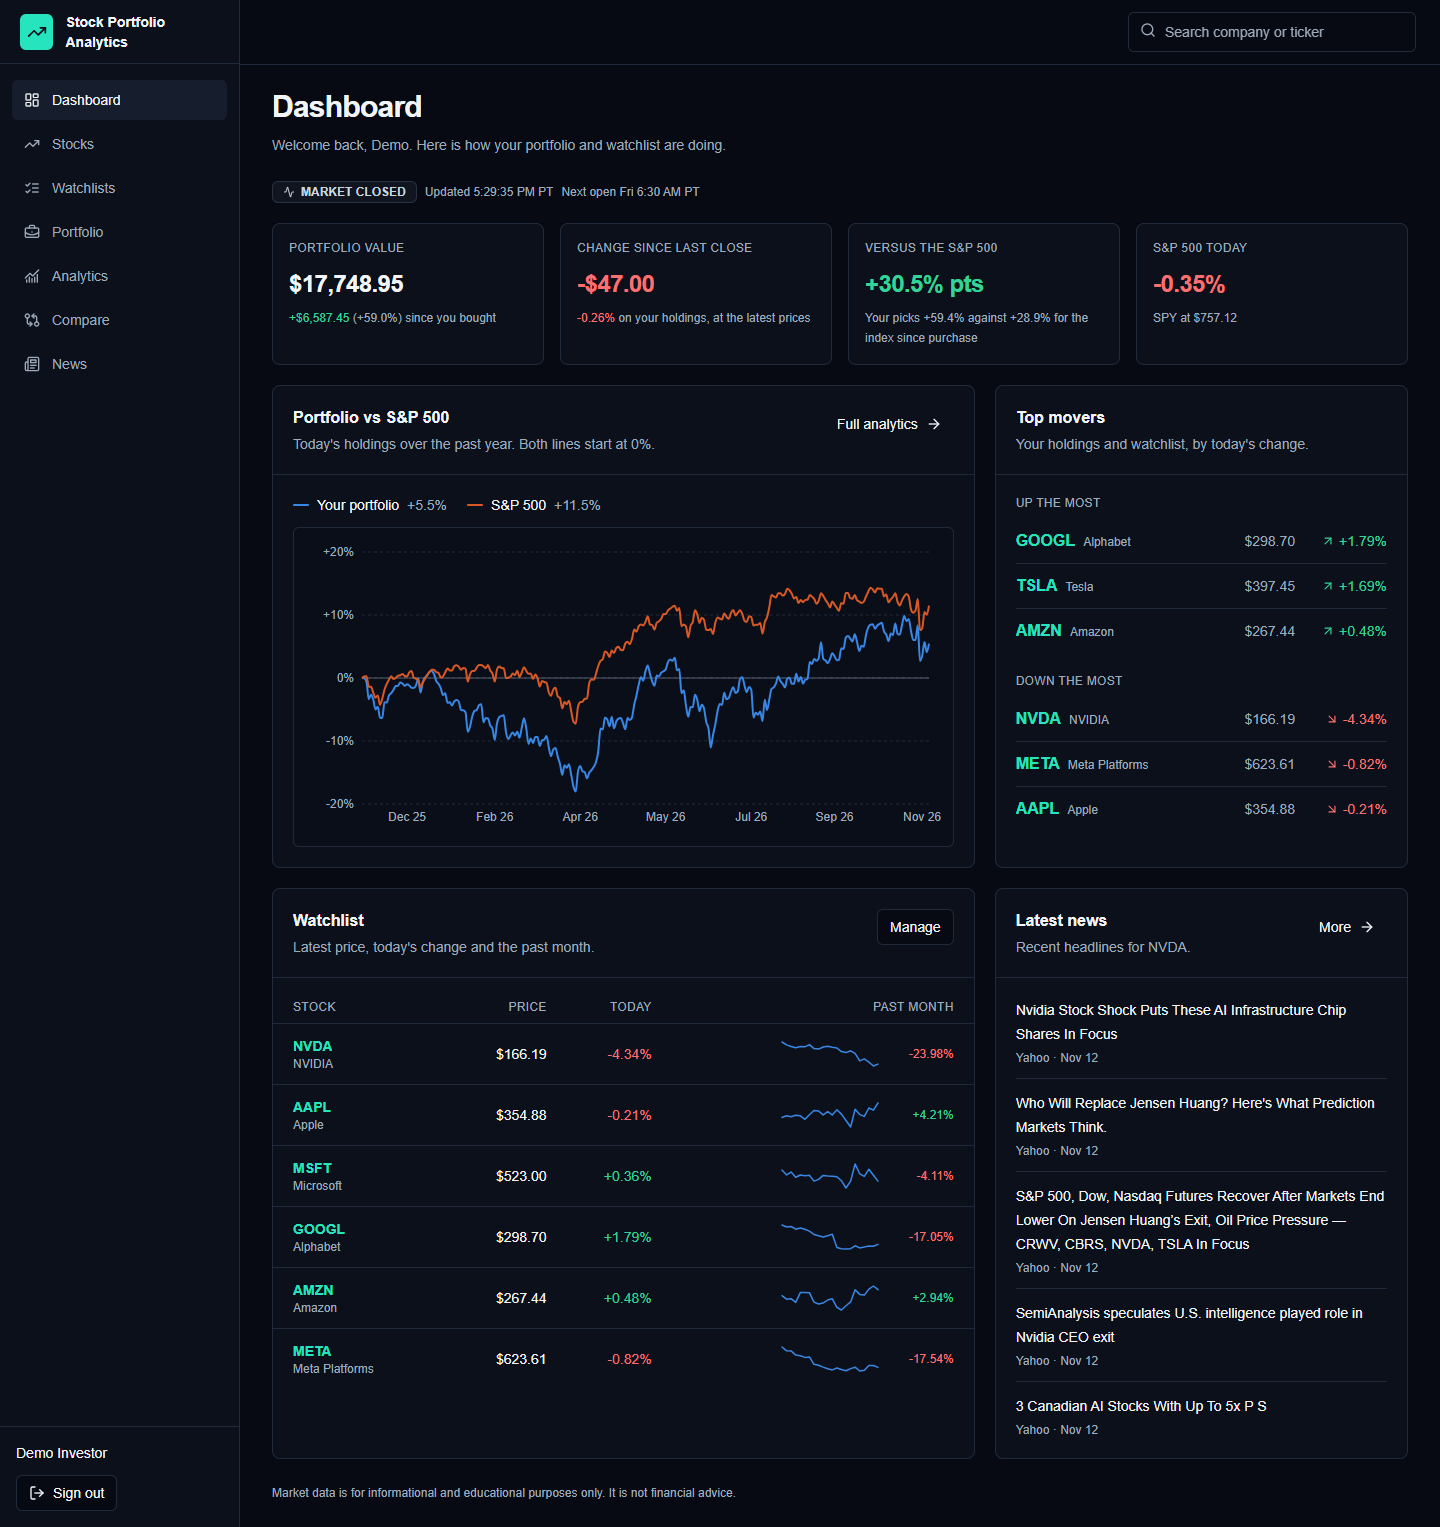 Stock Portfolio
Analytics
Search company or ticker
Dashboard
Stocks
Watchlists
Portfolio
Analytics
Compare
News
Demo Investor
Sign out
Dashboard
Welcome back, Demo. Here is how your portfolio and watchlist are doing.
MARKET CLOSED Updated 5:29:35 PM PT Next open Fri 6:30 AM PT
PORTFOLIO VALUE
$17,748.95
+$6,587.45 (+59.0%) since you bought
CHANGE SINCE LAST CLOSE
-$47.00
-0.26% on your holdings, at the latest prices
VERSUS THE S&P 500
+30.5% pts
Your picks +59.4% against +28.9% for the
index since purchase
S&P 500 TODAY
-0.35%
SPY at $757.12
Portfolio vs S&P 500
Today's holdings over the past year. Both lines start at 0%.
Full analytics
Your portfolio +5.5% S&P 500 +11.5%
+20%
+10%
0%
-10%
-20%
Dec 25 Feb 26 Apr 26 May 26 Jul 26 Sep 26 Nov 26
Top movers
Your holdings and watchlist, by today's change.
UP THE MOST
GOOGL Alphabet $298.70 +1.79%
TSLA Tesla $397.45 +1.69%
AMZN Amazon $267.44 +0.48%
DOWN THE MOST
NVDA NVIDIA $166.19 -4.34%
META Meta Platforms $623.61 -0.82%
AAPL Apple $354.88 -0.21%
Watchlist
Latest price, today's change and the past month.
Manage
STOCK PRICE TODAY PAST MONTH
NVDA
NVIDIA
$166.19 -4.34% -23.98%
AAPL
Apple
$354.88 -0.21% +4.21%
MSFT
Microsoft
$523.00 +0.36% -4.11%
GOOGL
Alphabet
$298.70 +1.79% -17.05%
AMZN
Amazon
$267.44 +0.48% +2.94%
META
Meta Platforms
$623.61 -0.82% -17.54%
Latest news
Recent headlines for NVDA.
More
Nvidia Stock Shock Puts These AI Infrastructure Chip
Shares In Focus
Yahoo · Nov 12
Who Will Replace Jensen Huang? Here's What Prediction
Markets Think.
Yahoo · Nov 12
S&P 500, Dow, Nasdaq Futures Recover After Markets End
Lower On Jensen Huang's Exit, Oil Price Pressure —
CRWV, CBRS, NVDA, TSLA In Focus
Yahoo · Nov 12
SemiAnalysis speculates U.S. intelligence played role in
Nvidia CEO exit
Yahoo · Nov 12
3 Canadian AI Stocks With Up To 5x P S
Yahoo · Nov 12
Market data is for informational and educational purposes only. It is not financial advice.